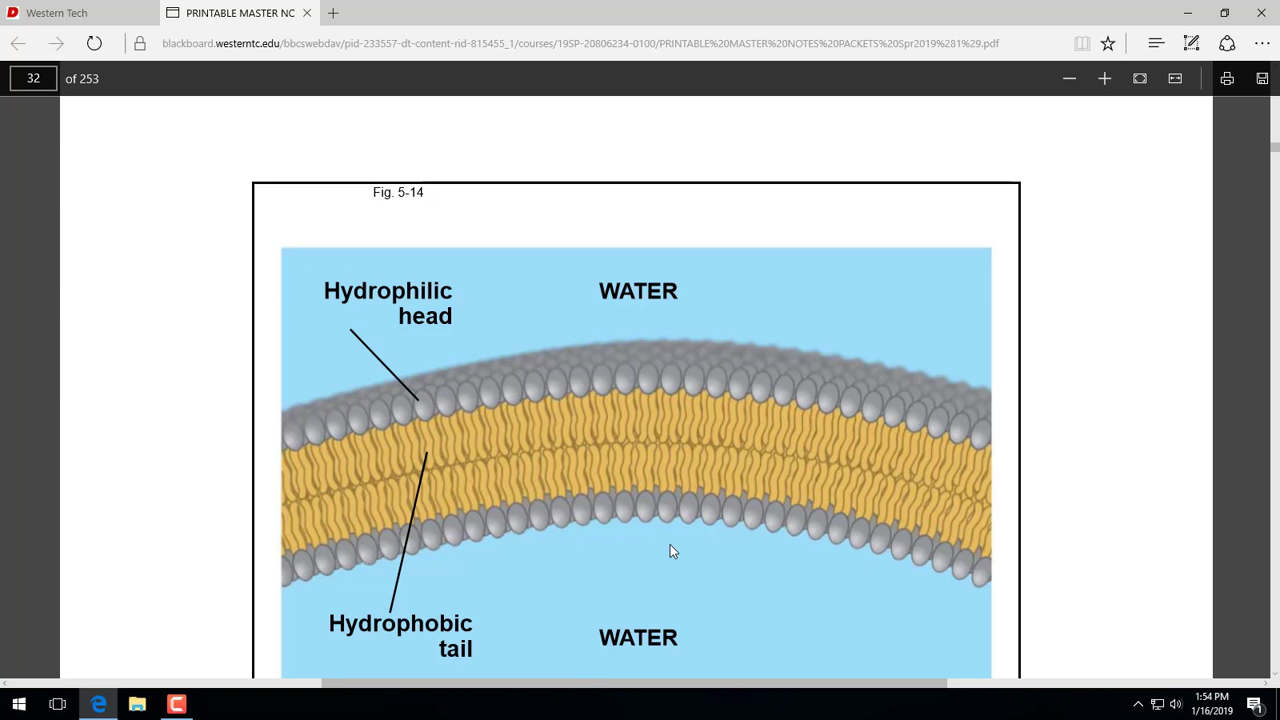 Western Tech
PRINTABLE MASTER NC
blackboard.westerntc.edu/bbcswebdav/pid-233557-dt-content-rid-815455_1/courses/19SP-20806234-0100/PRINTABLE%20MASTER%20NOTES%20PACKETS%20Spr2019%281%29.pdf
32 of 253
Fig. 5-14
Hydrophilic
head
WATER
Hydrophobic
tail
WATER
1:54 PM
1/16/2019
1